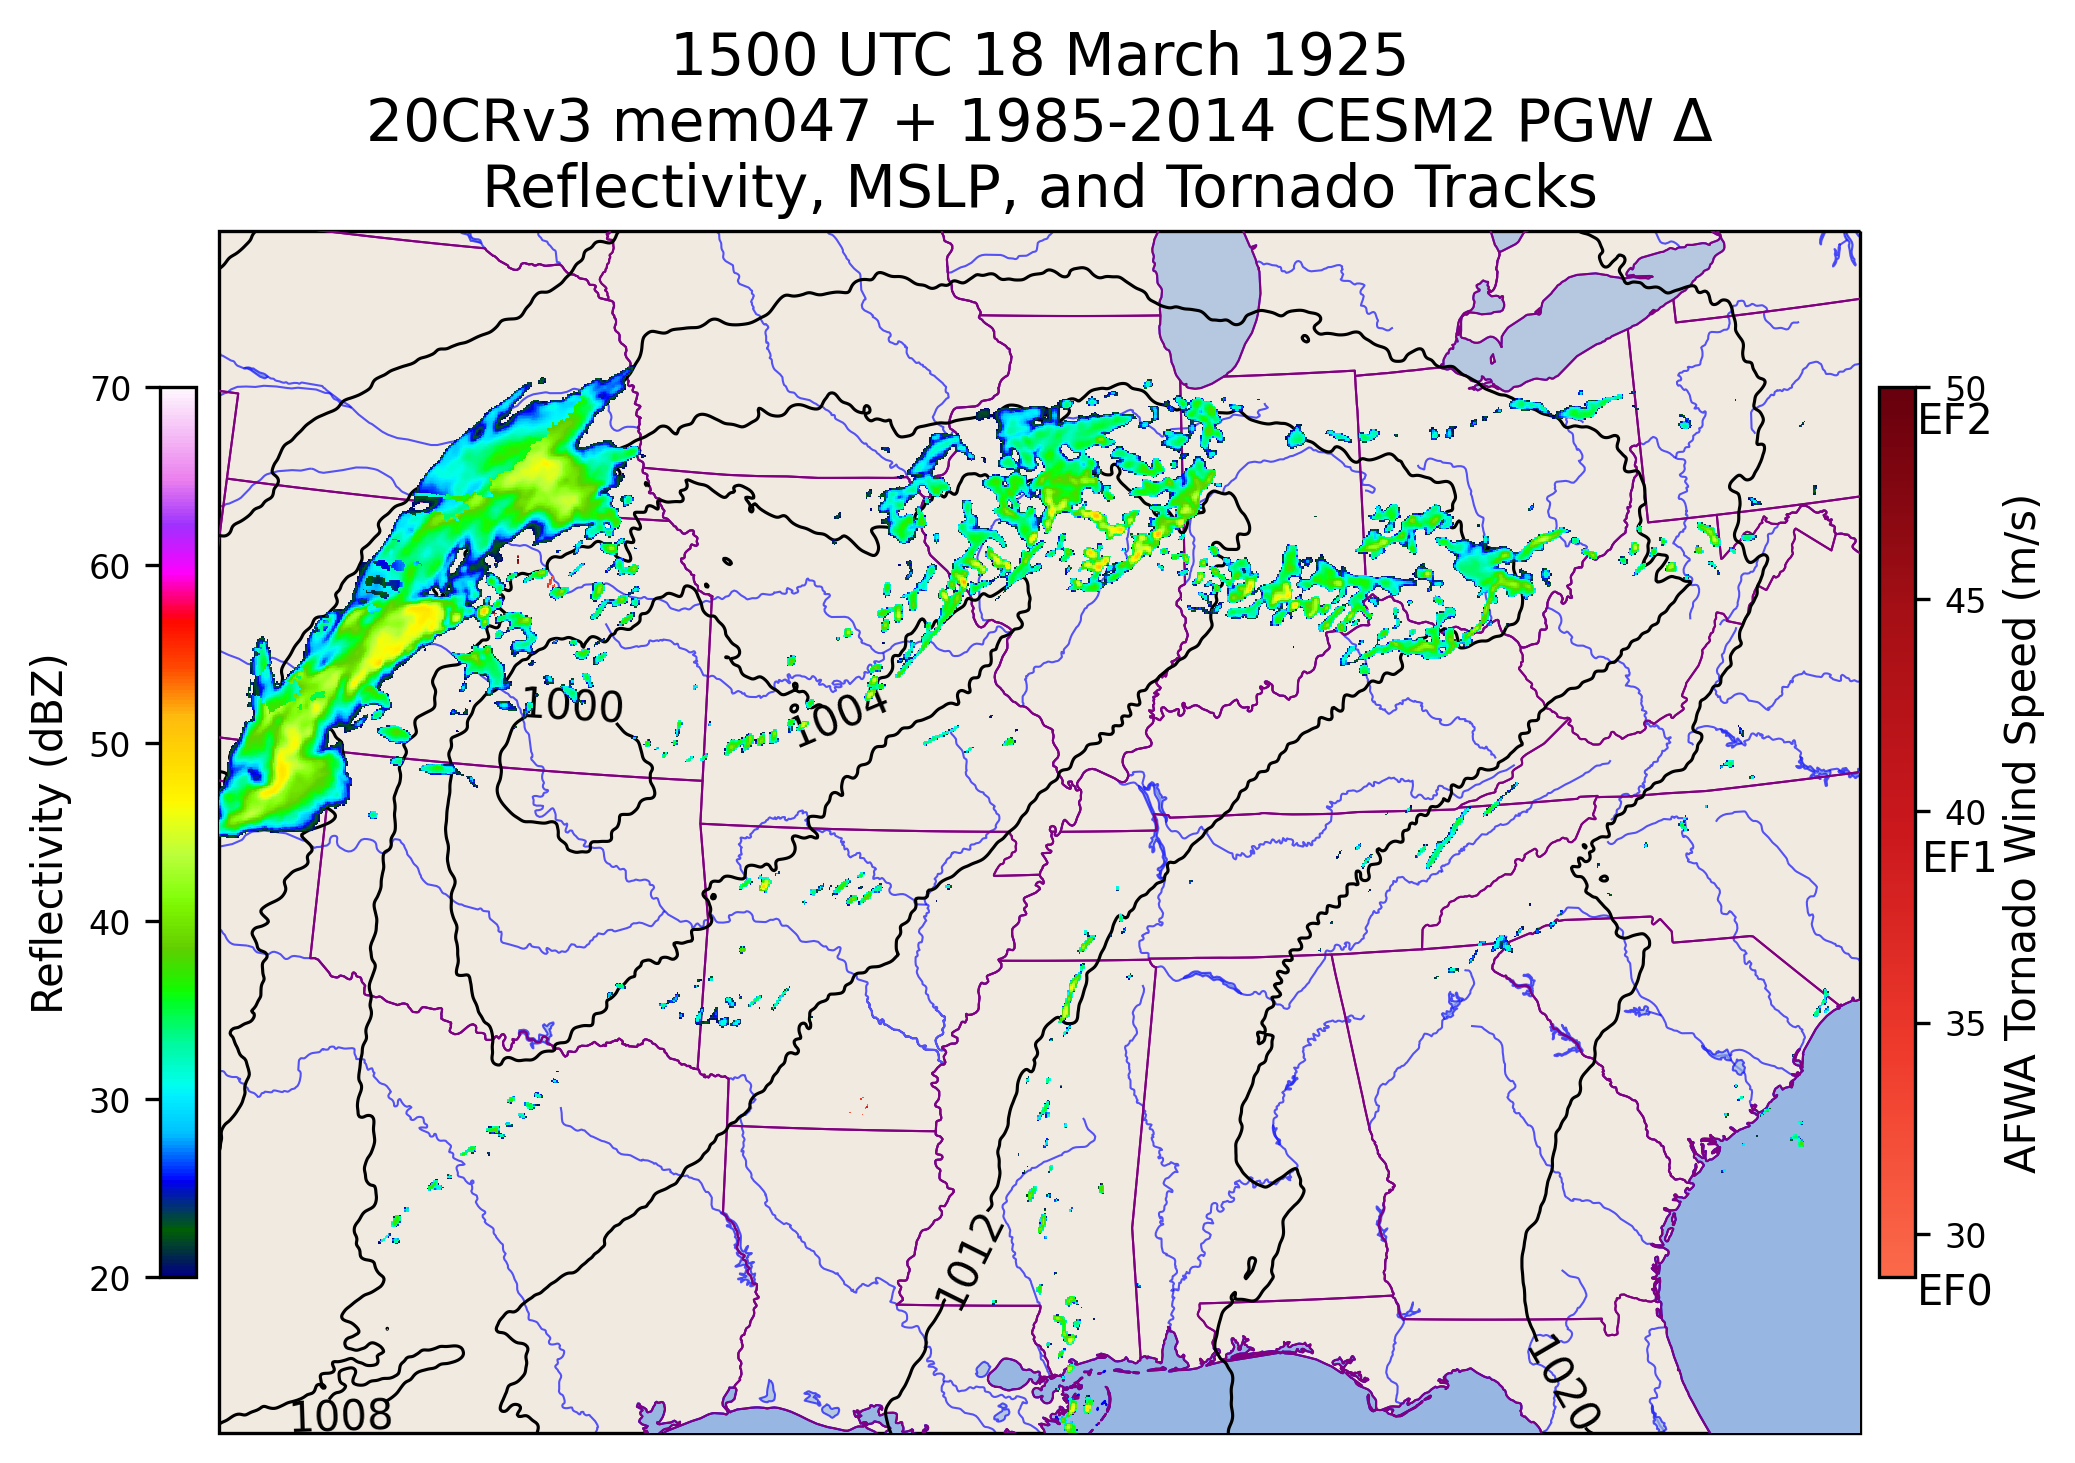 1500 UTC 18 March 1925
20CRv3 mem047 + 1985-2014 CESM2 PGW Δ
Reflectivity, MSLP, and Tornado Tracks
70
60
50
40
30
20
Reflectivity (dBZ)
1000
1004
1012
1008
1020
50
EF2
45
40
EF1
35
30
EF0
AFWA Tornado Wind Speed (m/s)